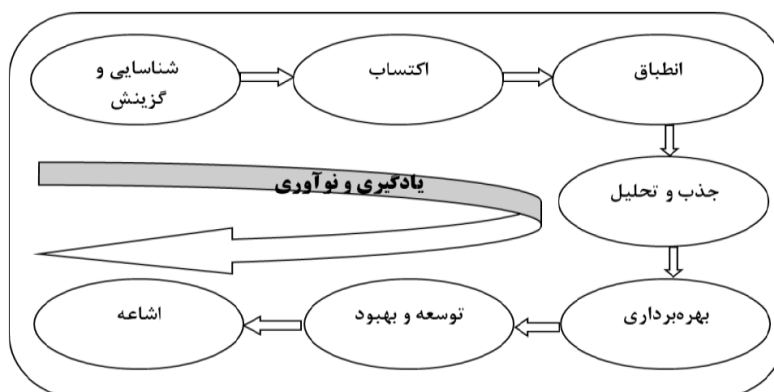 شناسایی و
گزینش
اکتساب
انطباق
جذب و تحلیل
یادگیری و نوآوری
بهره‌برداری
توسعه و بهبود
اشاعه